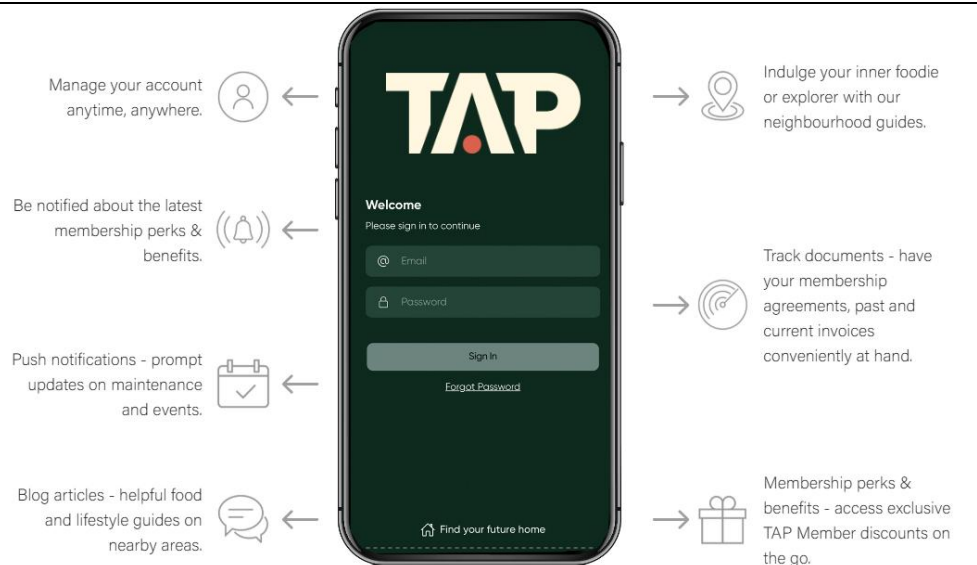 Manage your account
anytime, anywhere.
Be notified about the latest
membership perks &
benefits.
Push notifications - prompt
updates on maintenance
and events.
Blog articles - helpful food
and lifestyle guides on
nearby areas.
TAP
Welcome
Please sign in to continue
@ Email
Password
Sign In
Forgot Password
Find your future home
Indulge your inner foodie
or explorer with our
neighbourhood guides.
Track documents - have
your membership
agreements, past and
current invoices
conveniently at hand.
Membership perks &
benefits - access exclusive
TAP Member discounts on
the go.